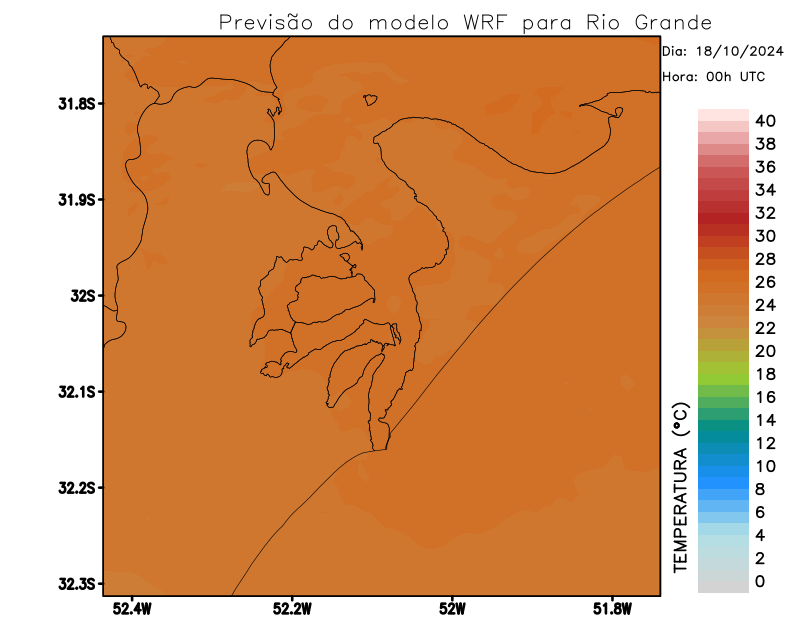 Previsão do modelo WRF para Rio Grande
Dia: 18/10/2024
Hora: 00h UTC
31.8S
31.9S
32S
32.1S
32.2S
32.3S
52.4W
52.2W
52W
51.8W
TEMPERATURA (°C)
40
38
36
34
32
30
28
26
24
22
20
18
16
14
12
10
8
6
4
2
0